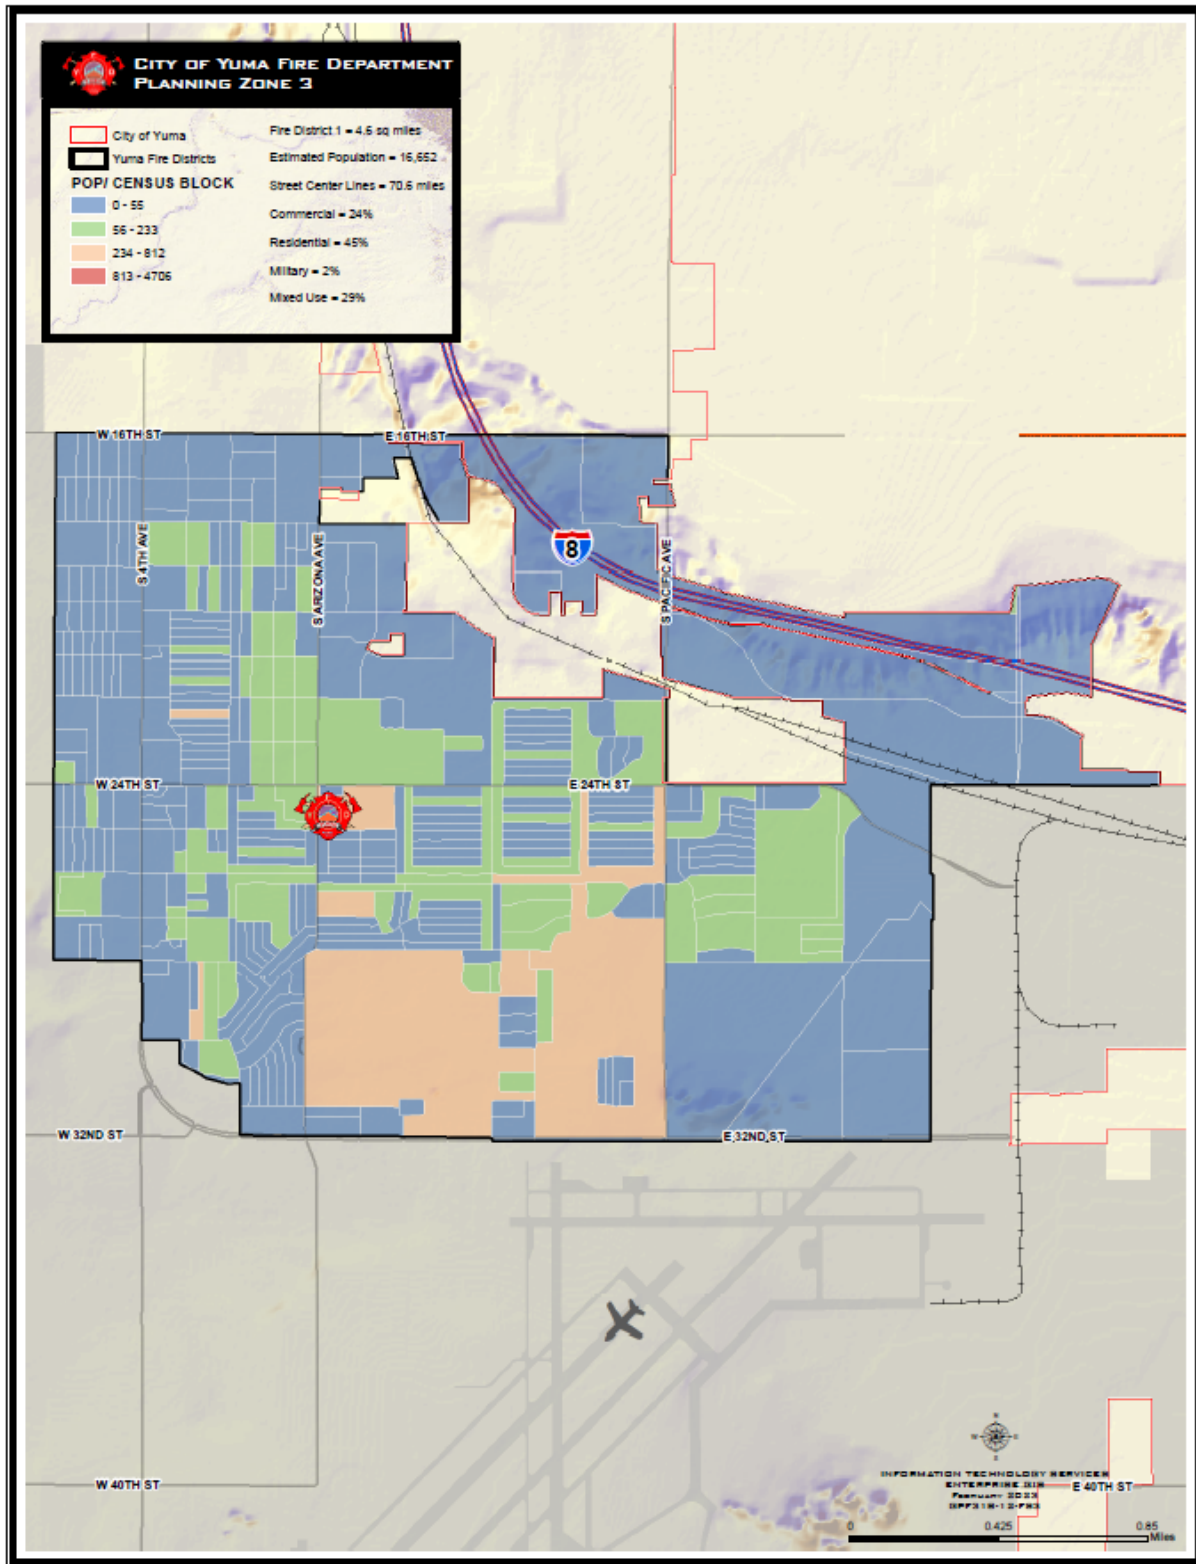 CITY OF YUMA FIRE DEPARTMENT
PLANNING ZONE 3
City of Yuma
Yuma Fire Districts
POP/ CENSUS BLOCK
0 - 55
56 - 233
234 - 812
813 - 4706
Fire District 1 = 4.6 sq miles
Estimated Population = 16,652
Street Center Lines = 70.6 miles
Commercial = 24%
Residential = 45%
Military = 2%
Mixed Use = 29%
W 16TH ST
E 16TH ST
S 4TH AVE
S ARIZONA AVE
8
S PACIFIC AVE
W 24TH ST
E 24TH ST
W 32ND ST
E 32ND ST
W 40TH ST
E 40TH ST
N
W
E
S
INFORMATION TECHNOLOGY SERVICES
ENTERPRISE GIS
FEBRUARY 2023
0
0.425
0.85
Miles